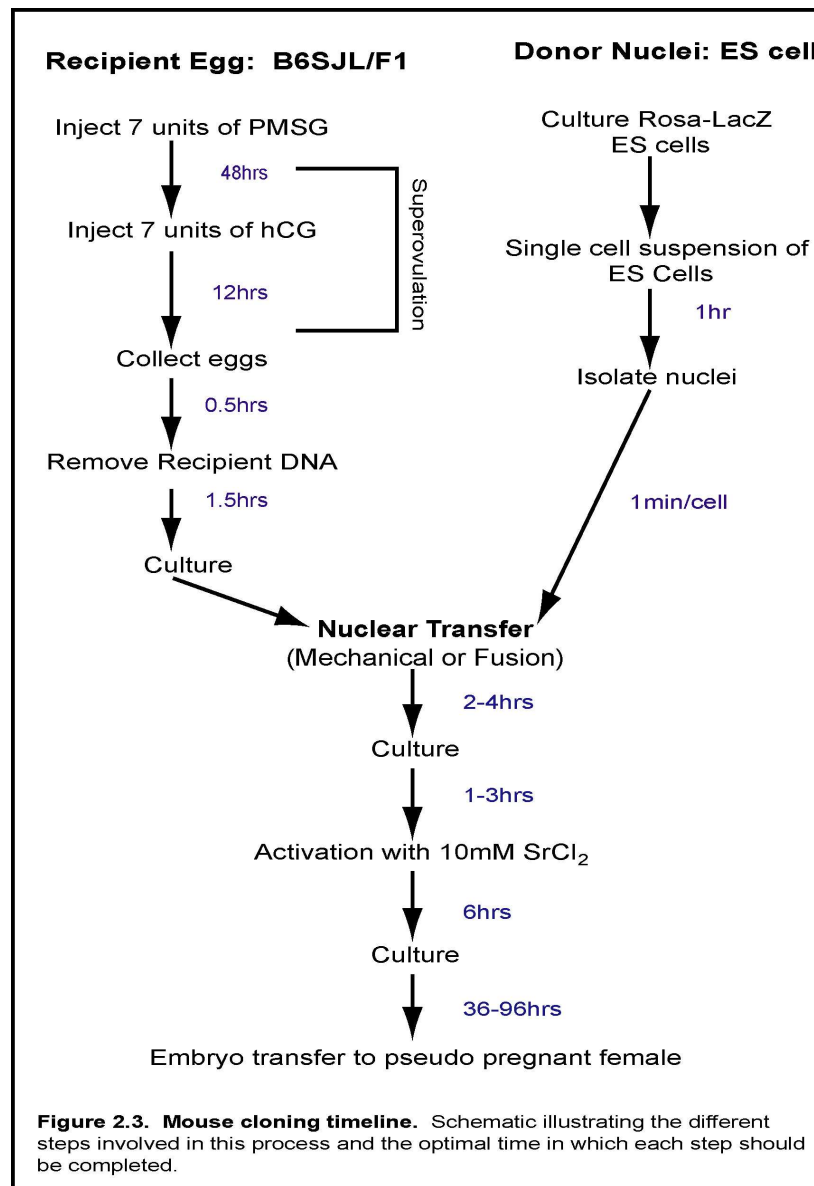 Recipient Egg: B6SJL/F1
Inject 7 units of PMSG
48hrs
Inject 7 units of hCG
12hrs
Superovulation
Collect eggs
0.5hrs
Remove Recipient DNA
1.5hrs
Culture
Donor Nuclei: ES cell
Culture Rosa-LacZ
ES cells
Single cell suspension of
ES Cells
1hr
Isolate nuclei
1min/cell
Nuclear Transfer
(Mechanical or Fusion)
2-4hrs
Culture
1-3hrs
Activation with 10mM SrCl₂
6hrs
Culture
36-96hrs
Embryo transfer to pseudo pregnant female
Figure 2.3. Mouse cloning timeline. Schematic illustrating the different
steps involved in this process and the optimal time in which each step should
be completed.